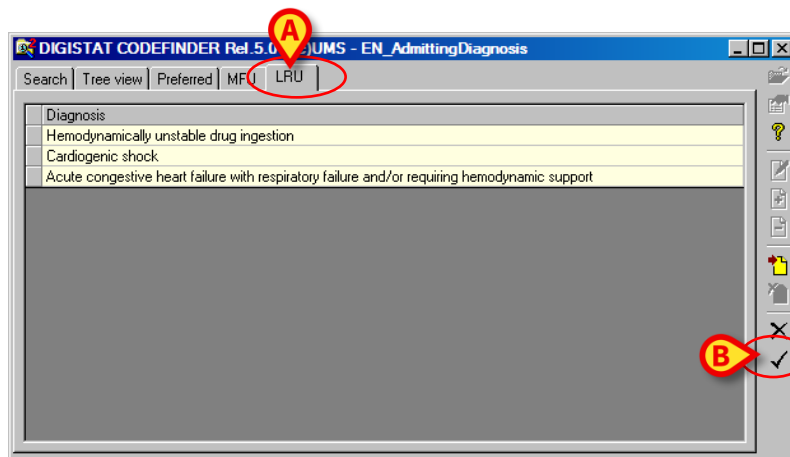 A
DIGISTAT CODEFINDER Rel.5.0 UMS - EN_AdmittingDiagnosis
Search Tree view Preferred MFU LRU
Diagnosis
Hemodynamically unstable drug ingestion
Cardiogenic shock
Acute congestive heart failure with respiratory failure and/or requiring hemodynamic support
B